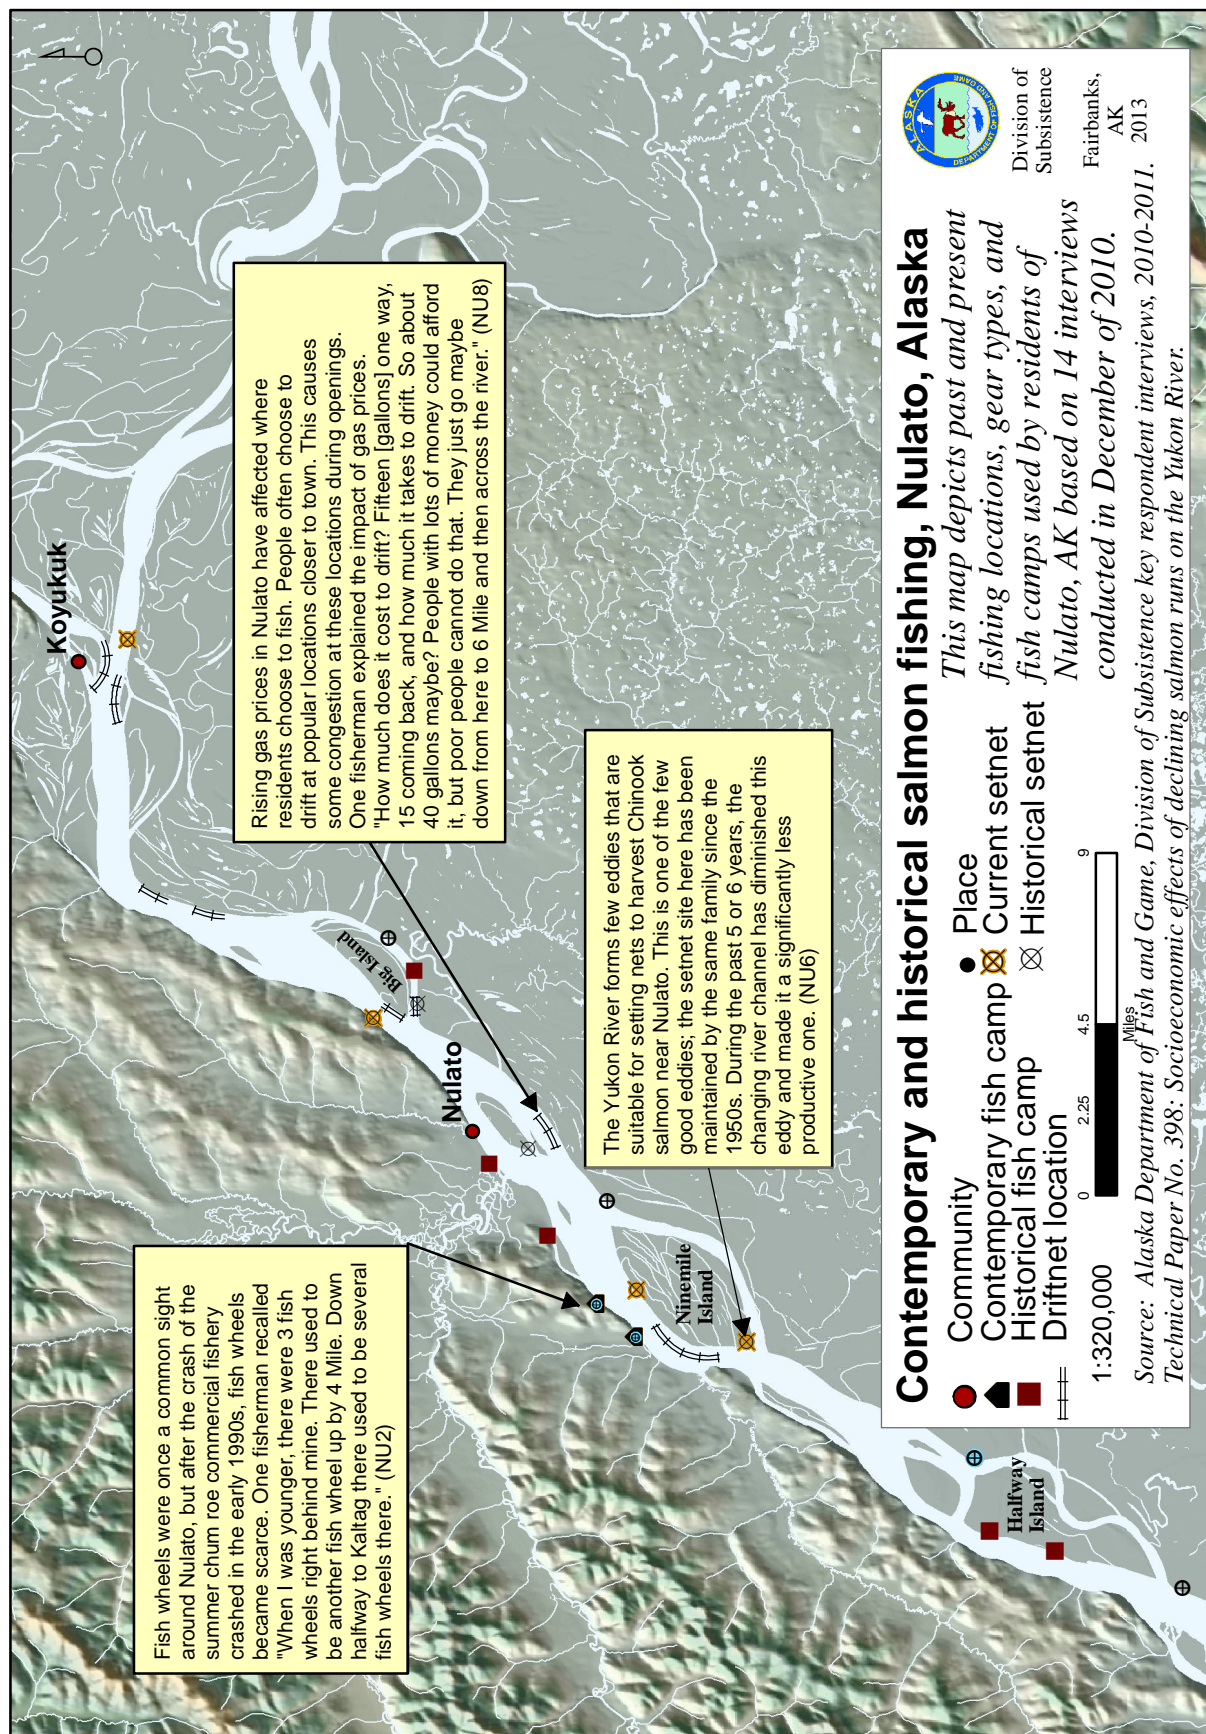 Koyukuk
Rising gas prices in Nulato have affected where
residents choose to fish. People often choose to
drift at popular locations closer to town. This causes
some congestion at these locations during openings.
One fisherman explained the impact of gas prices.
"How much does it cost to drift? Fifteen [gallons] one way,
15 coming back, and how much it takes to drift. So about
40 gallons maybe? People with lots of money could afford
it, but poor people cannot do that. They just go maybe
down from here to 6 Mile and then across the river." (NU8)
Big Island
Nulato
Fish wheels were once a common sight
around Nulato, but after the crash of the
summer chum roe commercial fishery
crashed in the early 1990s, fish wheels
became scarce. One fisherman recalled
"When I was younger, there were 3 fish
wheels right behind mine. There used to
be another fish wheel up by 4 Mile. Down
halfway to Kaltag there used to be several
fish wheels there." (NU2)
The Yukon River forms few eddies that are
suitable for setting nets to harvest Chinook
salmon near Nulato. This is one of the few
good eddies; the setnet site here has been
maintained by the same family since the
1950s. During the past 5 or 6 years, the
changing river channel has diminished this
eddy and made it a significantly less
productive one. (NU6)
Ninemile
Island
Halfway
Island
Contemporary and historical salmon fishing, Nulato, Alaska
Community
Contemporary fish camp
Historical fish camp
Driftnet location
Place
Current setnet
Historical setnet
This map depicts past and present
fishing locations, gear types, and
fish camps used by residents of
Nulato, AK based on 14 interviews
conducted in December of 2010.
ALASKA
DEPARTMENT OF FISH AND GAME
Division of
Subsistence
Fairbanks,
AK
2013
1:320,000
0 2.25 4.5 9
Miles
Source: Alaska Department of Fish and Game, Division of Subsistence key respondent interviews, 2010-2011.
Technical Paper No. 398: Socioeconomic effects of declining salmon runs on the Yukon River.